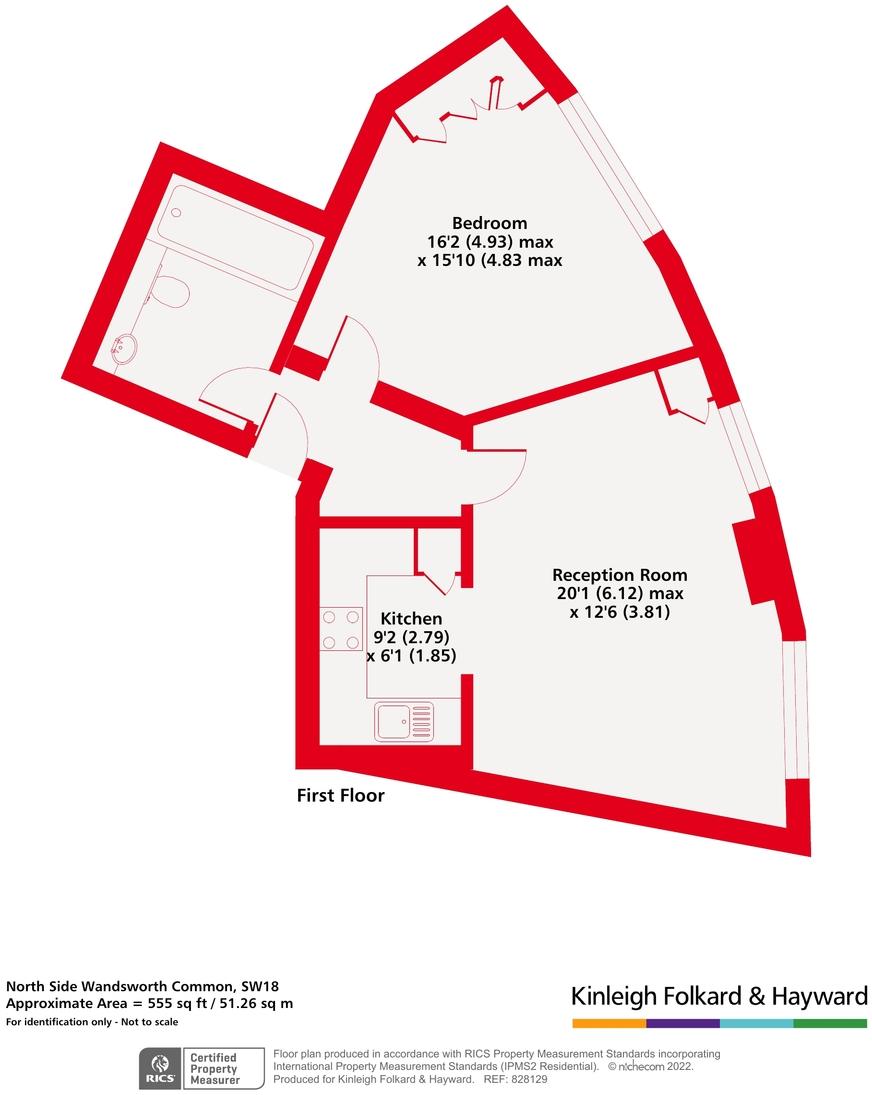 Bedroom
16'2 (4.93) max
x 15'10 (4.83 max
Reception Room
20'1 (6.12) max
x 12'6 (3.81)
Kitchen
9'2 (2.79)
x 6'1 (1.85)
First Floor
North Side Wandsworth Common, SW18
Approximate Area = 555 sq ft / 51.26 sq m
For identification only - Not to scale
Kinleigh Folkard & Hayward
RICS
Certified
Property
Measurer
Floor plan produced in accordance with RICS Property Measurement Standards incorporating
International Property Measurement Standards (IPMS2 Residential). © nichecom 2022.
Produced for Kinleigh Folkard & Hayward. REF: 828129